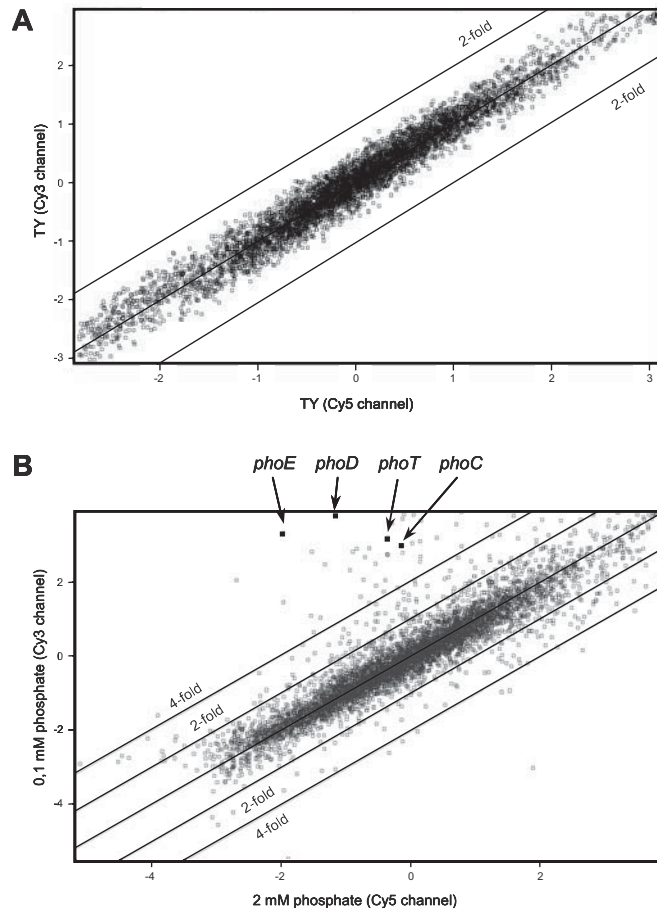 A
2-fold
2-fold
TY (Cy3 channel)
2
1
0
-1
-2
-3
-2
-1
0
1
2
3
TY (Cy5 channel)
B
phoE phoD phoT phoC
4-fold
2-fold
2-fold
4-fold
0,1 mM phosphate (Cy3 channel)
2
0
-2
-4
-4
-2
0
2
2 mM phosphate (Cy5 channel)